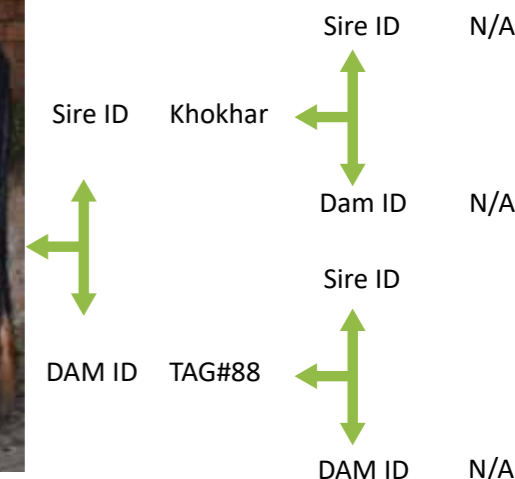 Sire ID N/A
Sire ID Khokhar
Dam ID N/A
Sire ID
DAM ID TAG#88
DAM ID N/A